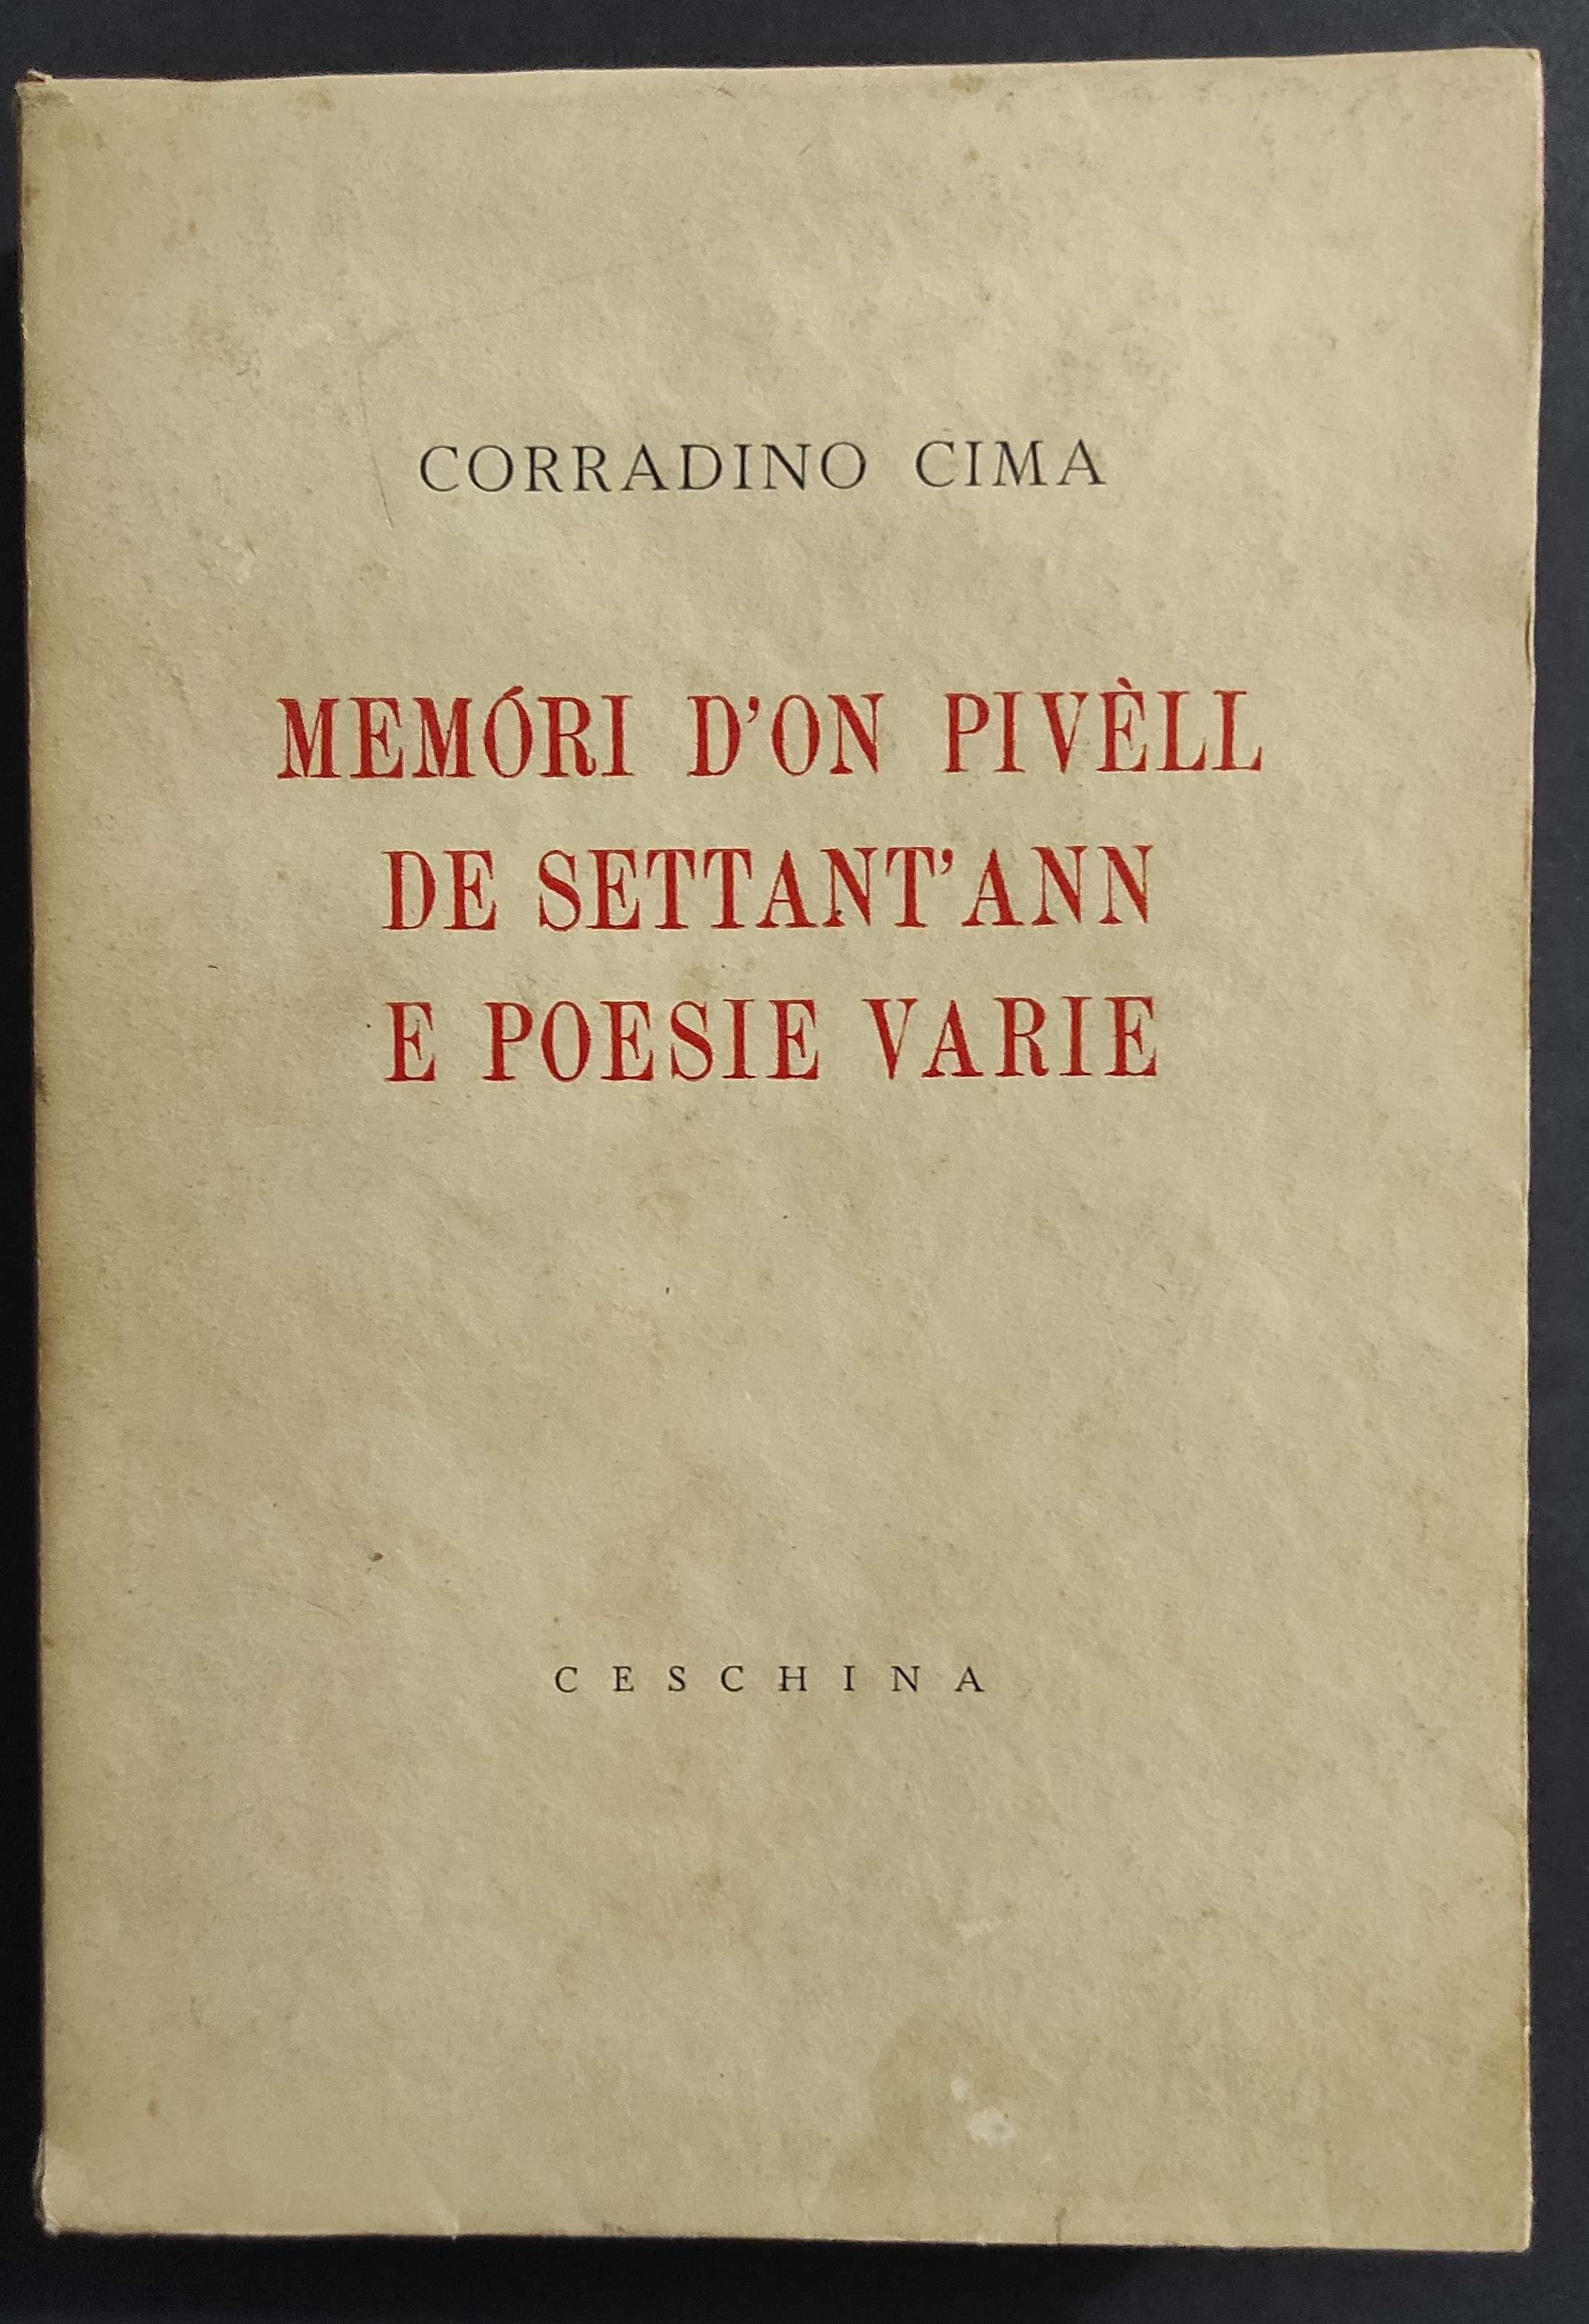 CORRADINO CIMA
MEMÓRI D'ON PIVÈLL
DE SETTANT'ANN
E POESIE VARIE
CESCHINA